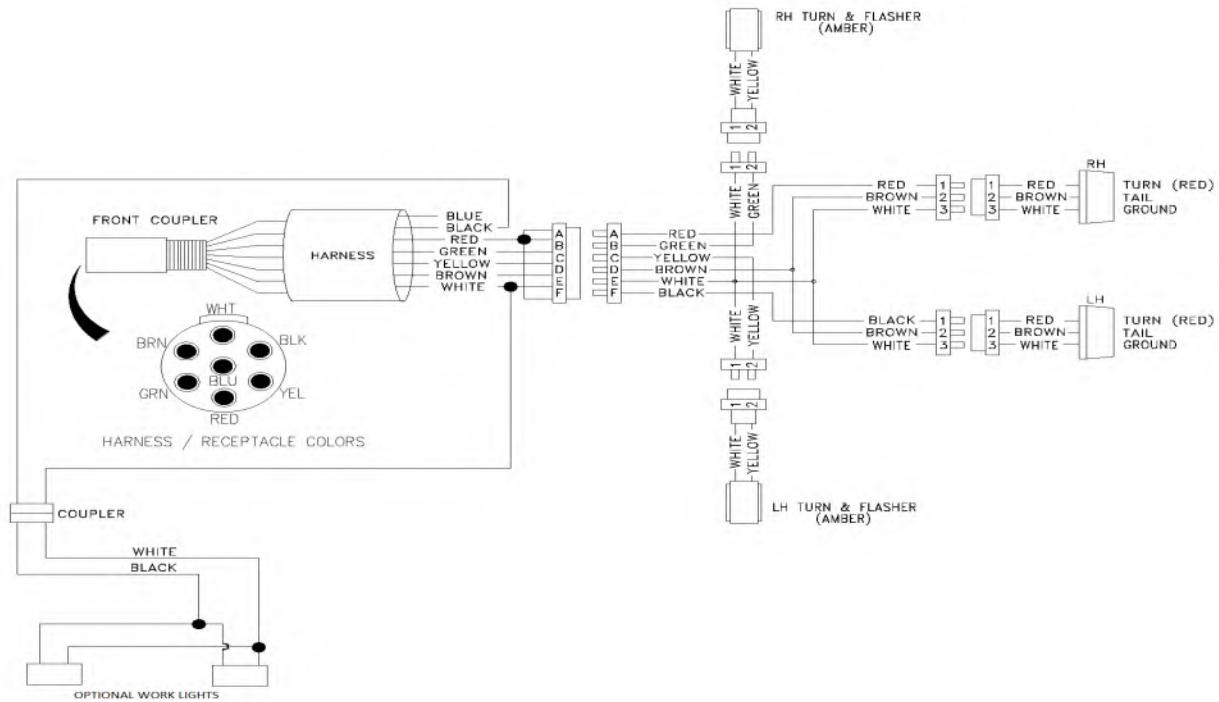 RH TURN & FLASHER
(AMBER)
WHITE
YELLOW
1
2
1
2
WHITE
GREEN
FRONT COUPLER
HARNESS
BLUE
BLACK
RED
GREEN
YELLOW
BROWN
WHITE
A
B
C
D
E
F
A
B
C
D
E
F
RED
GREEN
YELLOW
BROWN
WHITE
BLACK
RED
BROWN
WHITE
1
2
3
1
2
3
RED
BROWN
WHITE
RH
TURN (RED)
TAIL
GROUND
BLACK
BROWN
WHITE
1
2
3
1
2
3
RED
BROWN
WHITE
LH
TURN (RED)
TAIL
GROUND
WHITE
YELLOW
1
2
1
2
WHITE
YELLOW
LH TURN & FLASHER
(AMBER)
WHT
BRN
BLK
BLU
GRN
YEL
RED
HARNESS / RECEPTACLE COLORS
COUPLER
WHITE
BLACK
OPTIONAL WORK LIGHTS